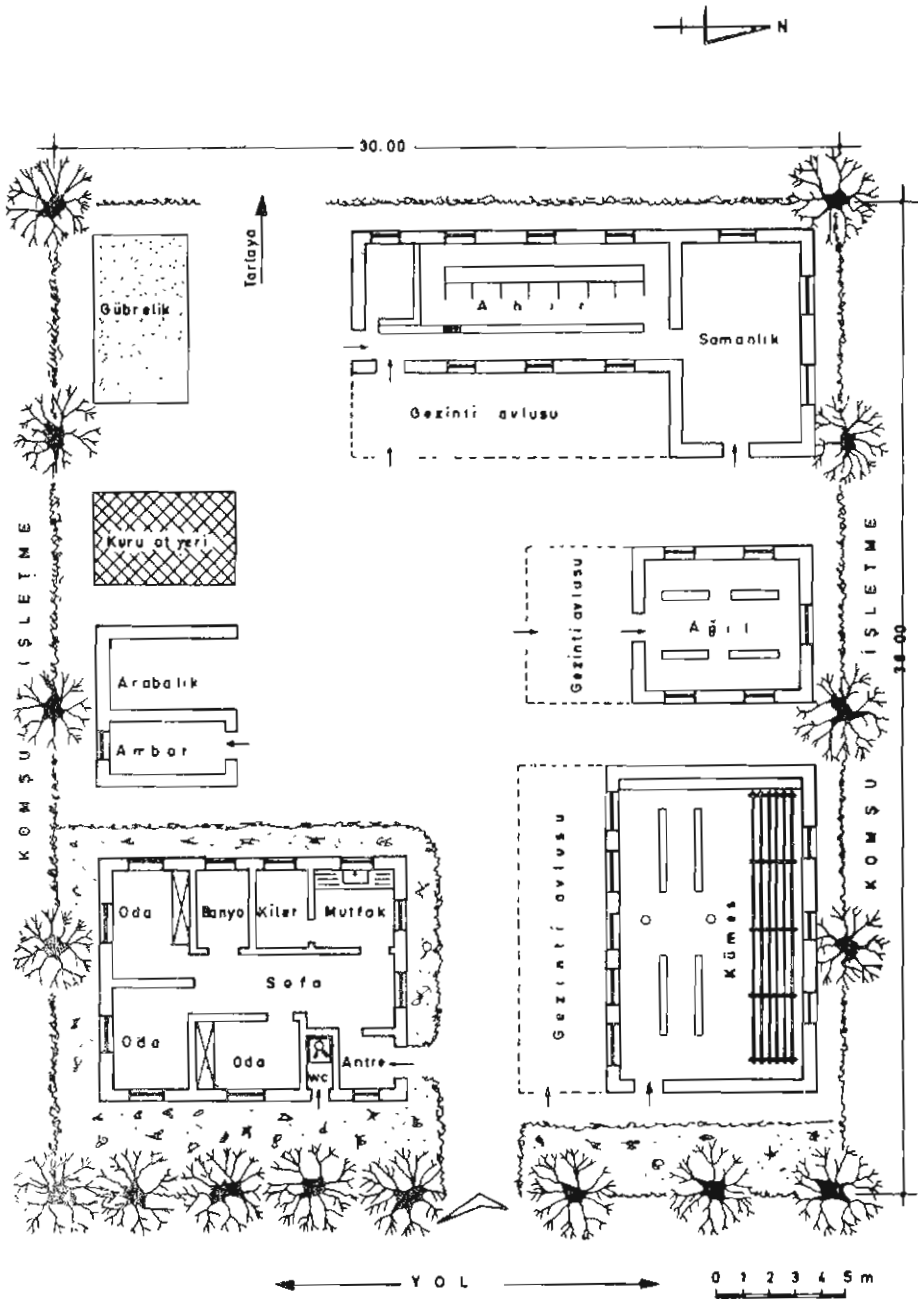 N
30.00
Tarlaya
Gübrelik
Ahır
Samanlık
Gezinti avlusu
Kuru ot yeri
Gezinti avlusu
Ağıl
KOMŞU İŞLETME
KOMŞU İŞLETME
38.00
Arabalık
Ambar
Gezinti avlusu
Kümes
Oda
Banyo
Kiler
Mutfak
Sofa
Oda
Oda
WC
Antre
YOL
0 1 2 3 4 5 m